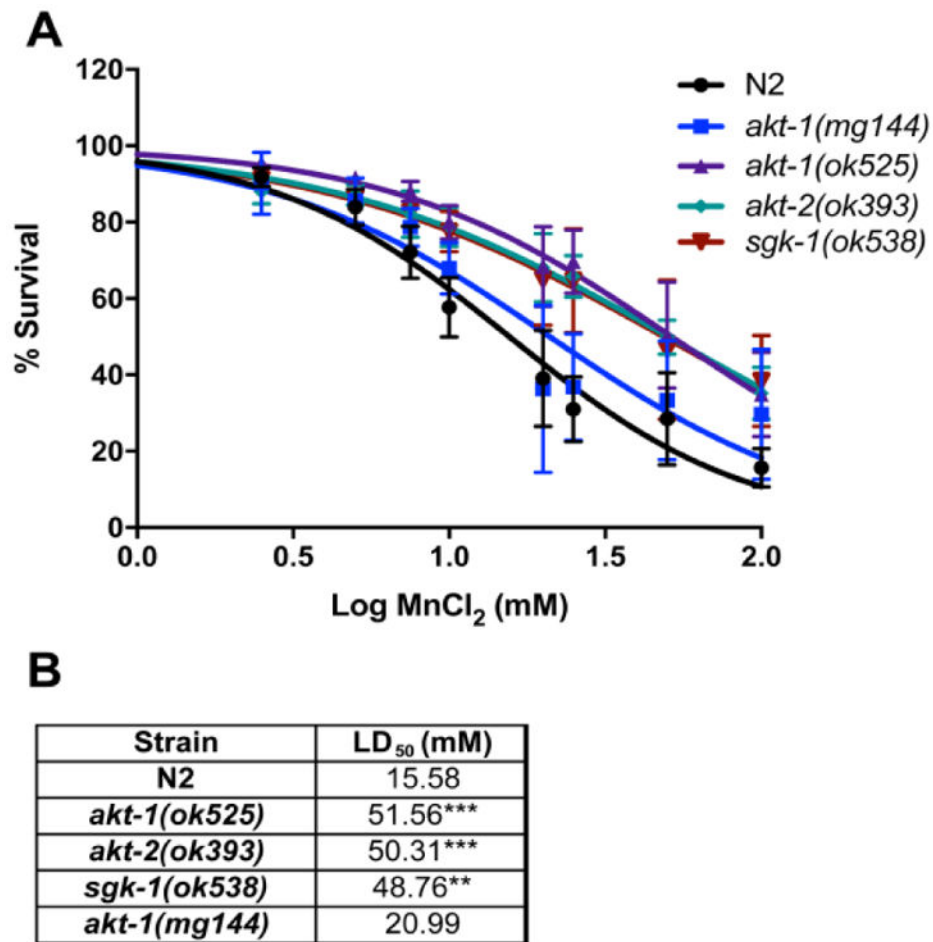 A
120
100
80
60
40
20
0
% Survival
0.0 0.5 1.0 1.5 2.0
Log MnCl₂ (mM)
N2
akt-1(mg144)
akt-1(ok525)
akt-2(ok393)
sgk-1(ok538)
B
Strain LD₅₀ (mM)
N2 15.58
akt-1(ok525) 51.56***
akt-2(ok393) 50.31***
sgk-1(ok538) 48.76**
akt-1(mg144) 20.99